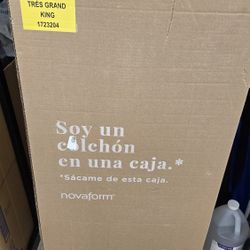 TRÈS GRAND
KING
1723204
Soy un
colchón
en una caja.*
*Sácame de esta caja.
novaform